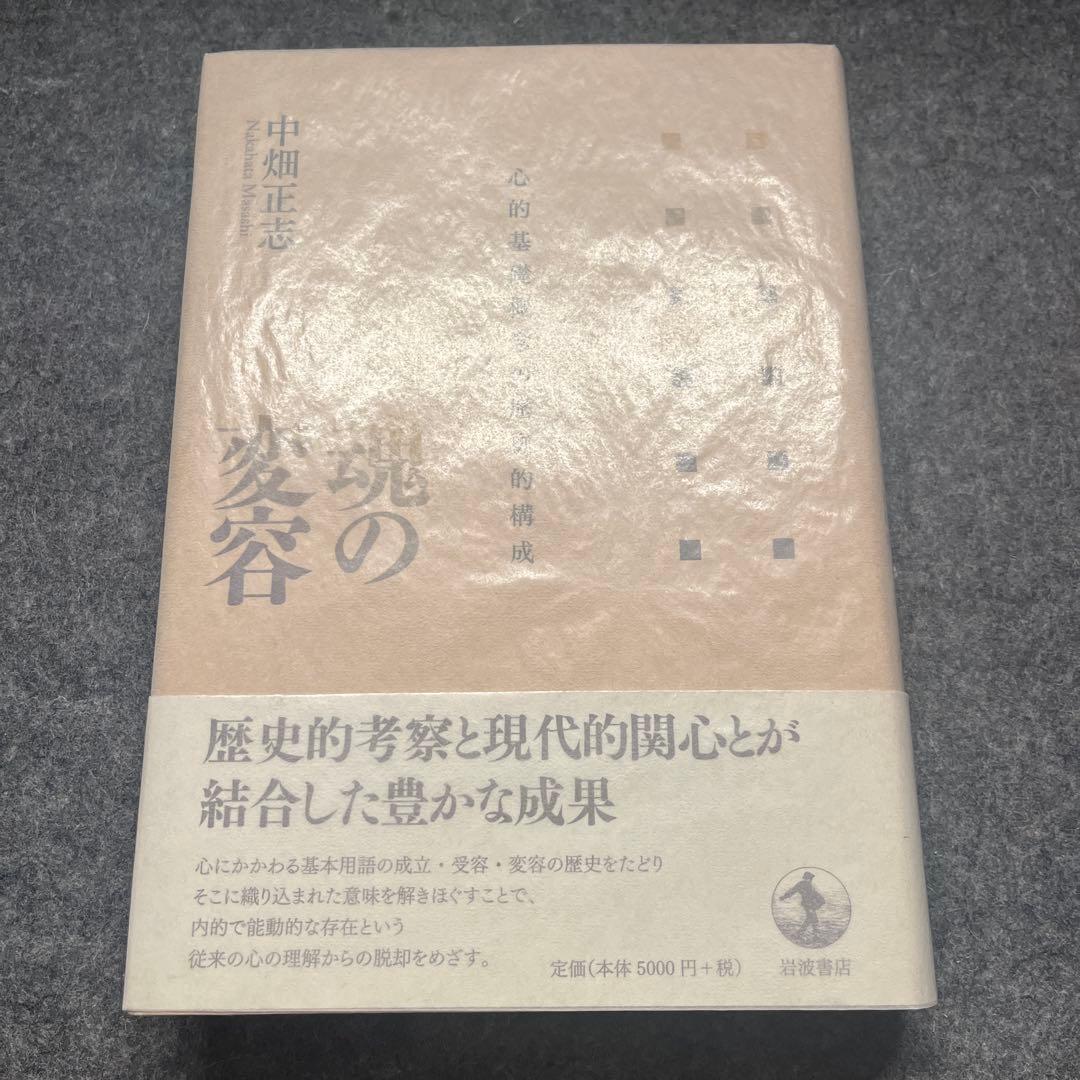 中畑正志
Nakahata Masashi
魂の
変容
心的基礎概念の歴史的構成
歴史的考察と現代的関心とが
結合した豊かな成果
心にかかわる基本用語の成立・受容・変容の歴史をたどり
そこに織り込まれた意味を解きほぐすことで、
内的で能動的な存在という
従来の心の理解からの脱却をめざす。
定価(本体 5000 円+税)
岩波書店